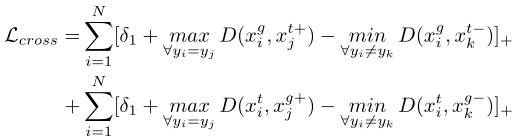 $\mathcal{L}_{cross} = \sum_{i=1}^{N} [\delta_1 + \max_{\forall y_i = y_j} D(x_i^g, x_j^{t+}) - \min_{\forall y_i \neq y_k} D(x_i^g, x_k^{t-})]_+$
$+ \sum_{i=1}^{N} [\delta_1 + \max_{\forall y_i = y_j} D(x_i^t, x_j^{g+}) - \min_{\forall y_i \neq y_k} D(x_i^t, x_k^{g-})]_+$